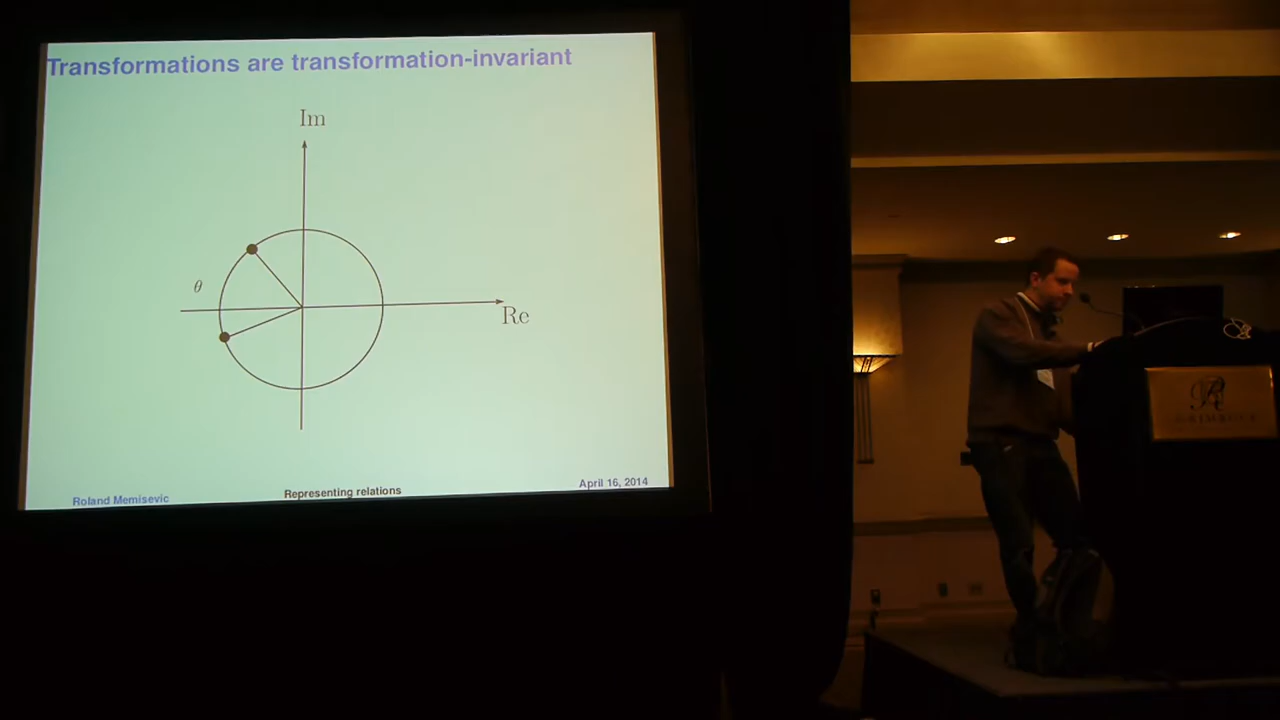 Transformations are transformation-invariant
Im
θ
Re
Roland Memisevic
Representing relations
April 16, 2014